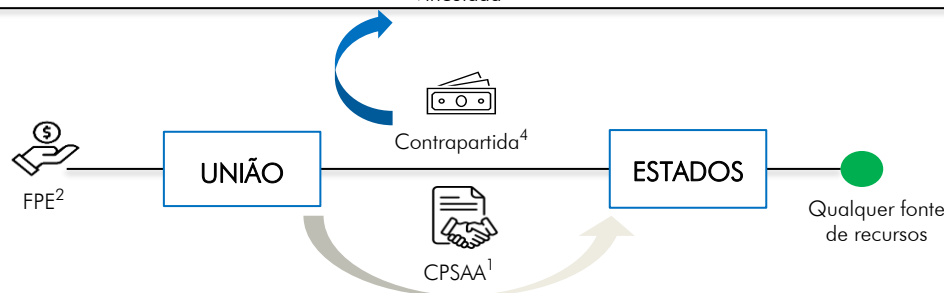 Contrapartida⁴
UNIÃO
ESTADOS
FPE²
Qualquer fonte
de recursos
CPSAA¹